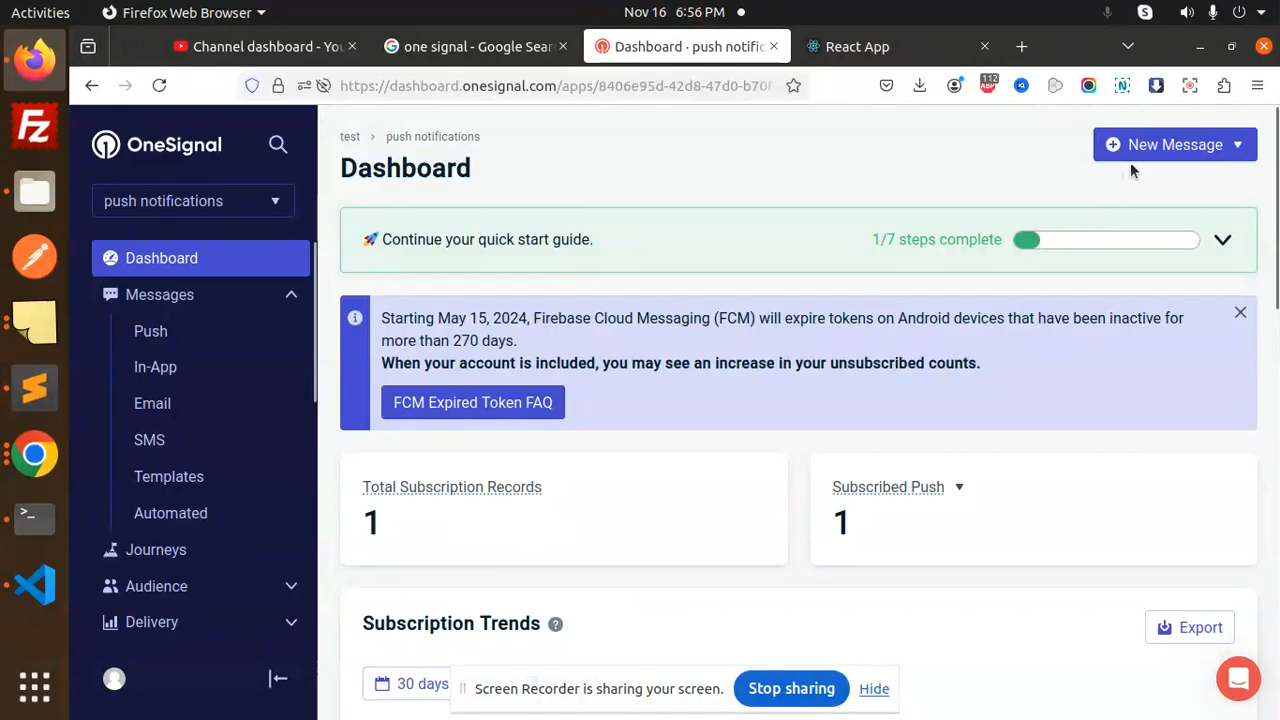 Activities
Firefox Web Browser
Nov 16 6:56 PM
Channel dashboard - You
one signal - Google Sear
Dashboard · push notific
React App
https://dashboard.onesignal.com/apps/8406e95d-42d8-47d0-b70f
112
ABP
OneSignal
push notifications
Dashboard
Messages
Push
In-App
Email
SMS
Templates
Automated
Journeys
Audience
Delivery
test > push notifications
Dashboard
New Message
Continue your quick start guide.
1/7 steps complete
Starting May 15, 2024, Firebase Cloud Messaging (FCM) will expire tokens on Android devices that have been inactive for
more than 270 days.
When your account is included, you may see an increase in your unsubscribed counts.
FCM Expired Token FAQ
Total Subscription Records
1
Subscribed Push
1
Subscription Trends
Export
30 days
Screen Recorder is sharing your screen.
Stop sharing
Hide